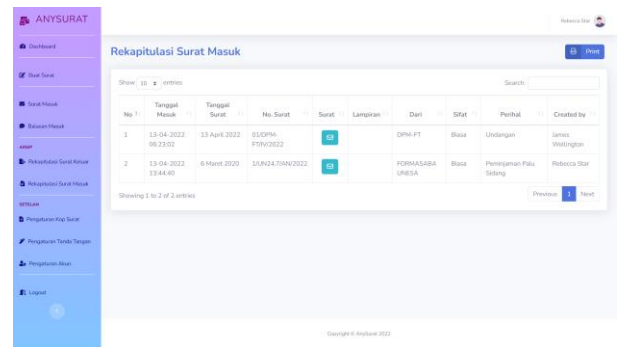 ANYSURAT
Rebecca Star
Dashboard
Buat Surat
Surat Masuk
Balasan Masuk
ARSIP
Rekapitulasi Surat Keluar
Rekapitulasi Surat Masuk
SETELAN
Pengaturan Kop Surat
Pengaturan Tanda Tangan
Pengaturan Akun
Logout
Rekapitulasi Surat Masuk
Print
Show 10 entries
Search
No Tanggal Masuk Tanggal Surat No. Surat Surat Lampiran Dari Sifat Perihal Created by
1 13-04-2022 06:23:02 13 April 2022 01/DPM-FT/IV/2022 DPM-FT Biasa Undangan James Wellington
2 13-04-2022 13:44:40 6 Maret 2020 1/UN24.7/AN/2022 FORMASABA UNESA Biasa Peminjaman Palu Sidang Rebecca Star
Showing 1 to 2 of 2 entries
Previous 1 Next
Copyright © AnySurat 2022